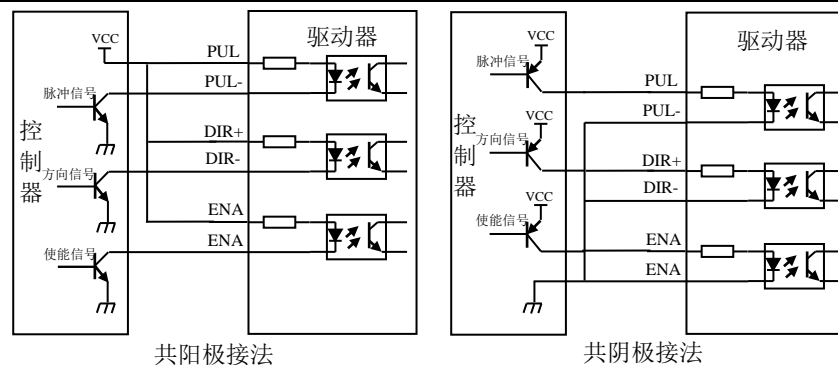 驱动器
VCC
PUL
脉冲信号
PUL-
控制器
DIR+
方向信号
DIR-
ENA
使能信号
ENA
共阳极接法
驱动器
VCC
脉冲信号
PUL
PUL-
VCC
控制器
方向信号
DIR+
DIR-
VCC
使能信号
ENA
ENA
共阴极接法